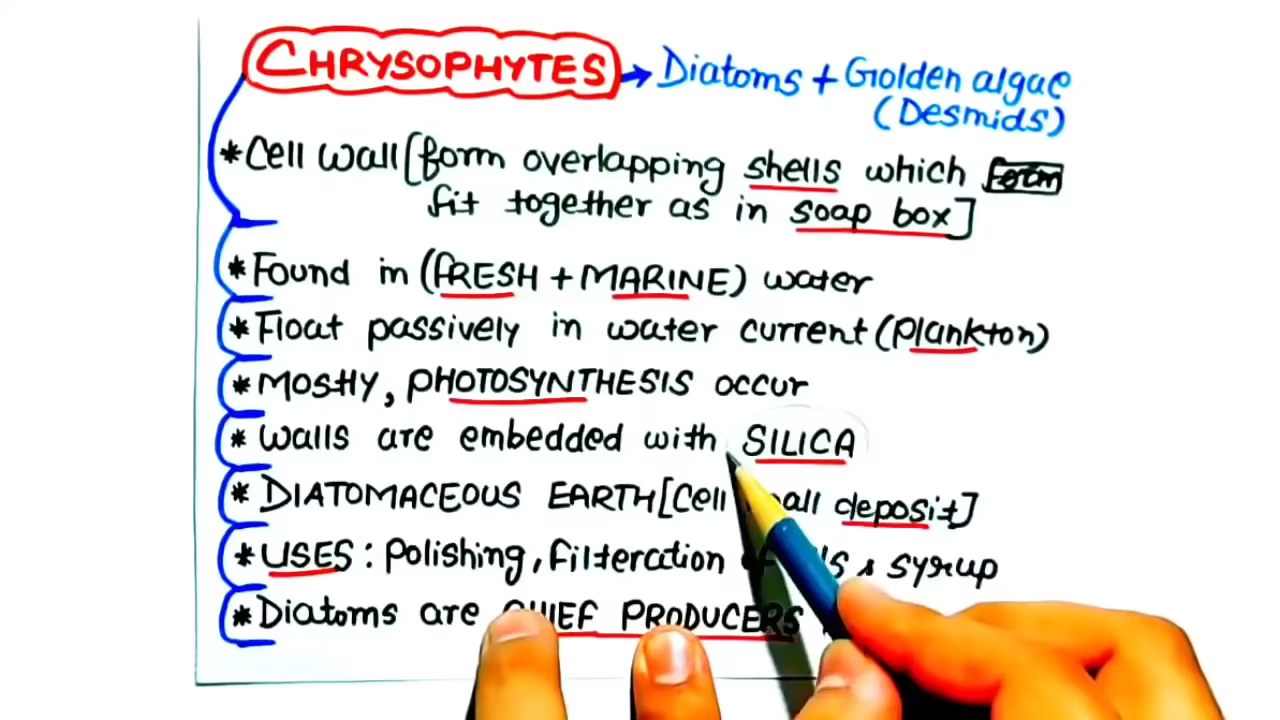 CHRYSOPHYTES → Diatoms + Golden algae
(Desmids)
* Cell wall [form overlapping shells which
fit together as in soap box]
* Found in (FRESH + MARINE) water
* Float passively in water current (plankton)
* Mostly, PHOTOSYNTHESIS occur
* Walls are embedded with SILICA
* DIATOMACEOUS EARTH [Cell wall deposit]
* USES : Polishing, filteration & syrup
* Diatoms are CHIEF PRODUCERS